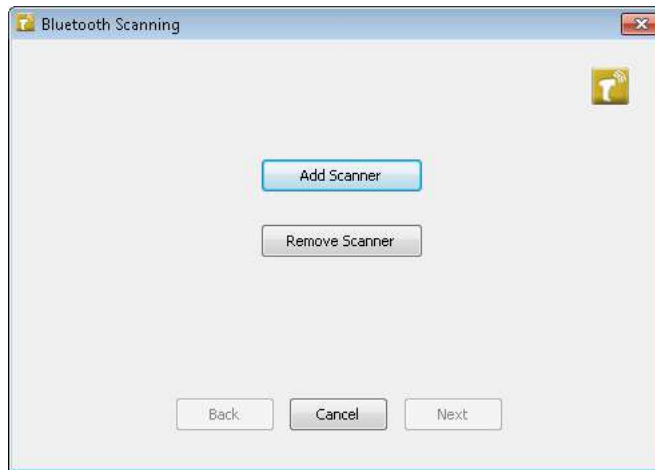 Bluetooth Scanning
Add Scanner
Remove Scanner
Back Cancel Next